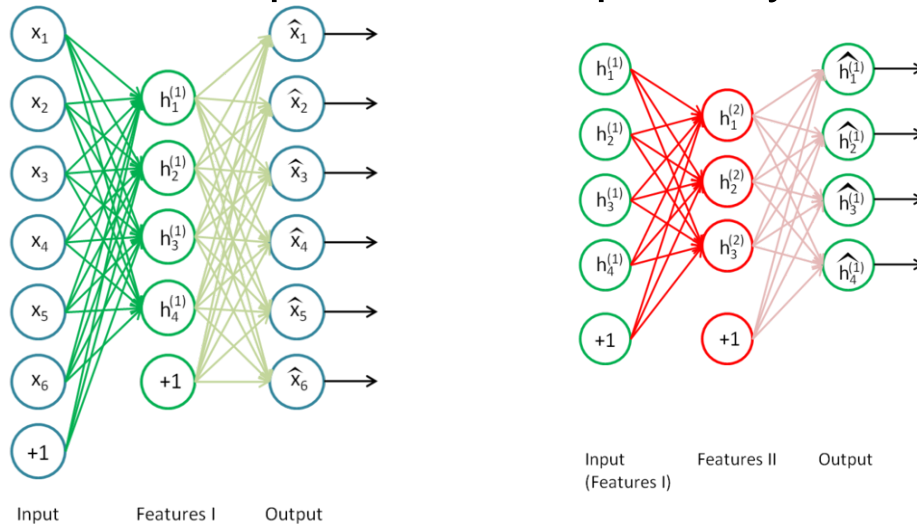 x1
x2
x3
x4
x5
x6
+1
Input
h1(1)
h2(1)
h3(1)
h4(1)
+1
Features I
x̂1
x̂2
x̂3
x̂4
x̂5
x̂6
Output
h1(1)
h2(1)
h3(1)
h4(1)
+1
Input
(Features I)
h1(2)
h2(2)
h3(2)
+1
Features II
ĥ1(1)
ĥ2(1)
ĥ3(1)
ĥ4(1)
Output